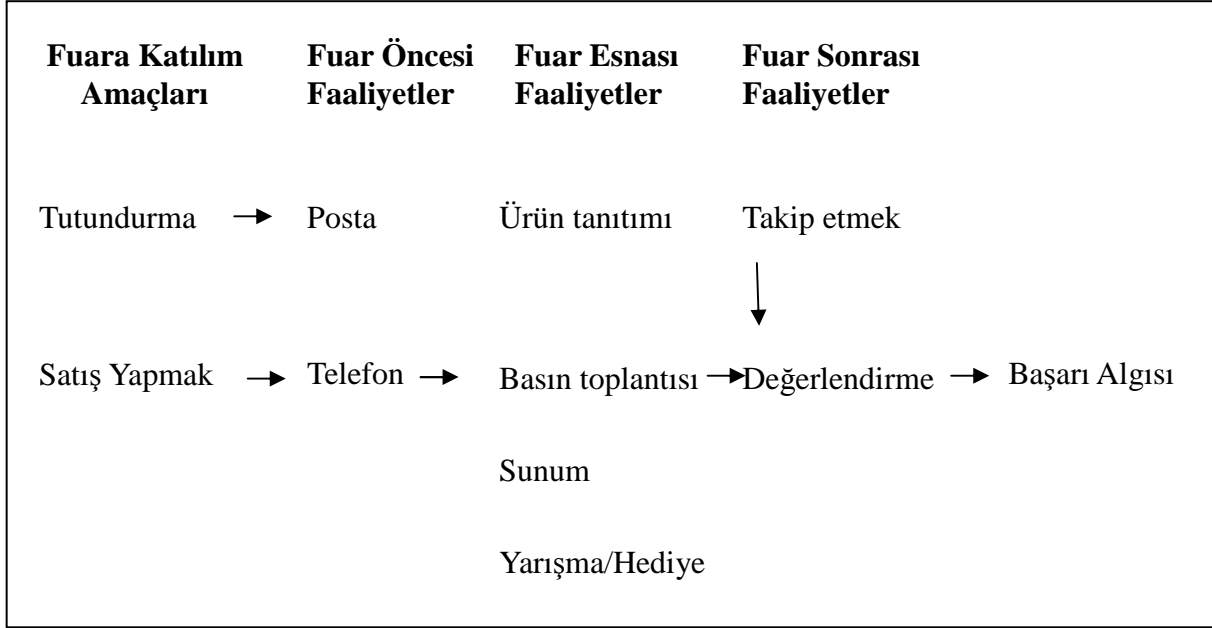 Fuara Katılım Amaçları
Fuar Öncesi Faaliyetler
Fuar Esnası Faaliyetler
Fuar Sonrası Faaliyetler
Tutundurma
Posta
Ürün tanıtımı
Takip etmek
Satış Yapmak
Telefon
Basın toplantısı
Değerlendirme
Başarı Algısı
Sunum
Yarışma/Hediye